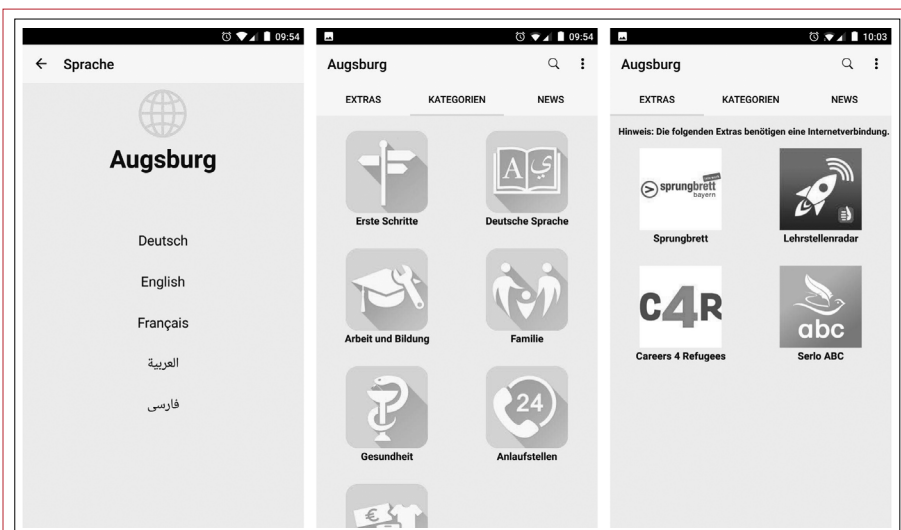 09:54
Sprache
Augsburg
Deutsch
English
Français
العربية
فارسی
09:54
Augsburg
EXTRAS KATEGORIEN NEWS
A ي
Erste Schritte Deutsche Sprache
Arbeit und Bildung Familie
24
Gesundheit Anlaufstellen
€
10:03
Augsburg
EXTRAS KATEGORIEN NEWS
Hinweis: Die folgenden Extras benötigen eine Internetverbindung.
sprungbrett
bayern
Sprungbrett Lehrstellenradar
C4R
abc
Careers 4 Refugees Serlo ABC